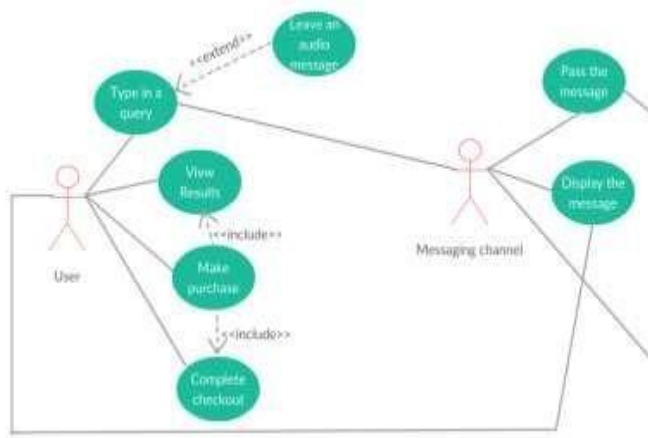 Leave an
audio
message
<<extend>>
Type in a
query
Pass the
message
View
Results
Display the
message
<<include>>
Messaging channel
User
Make
purchase
<<include>>
Complete
checkout